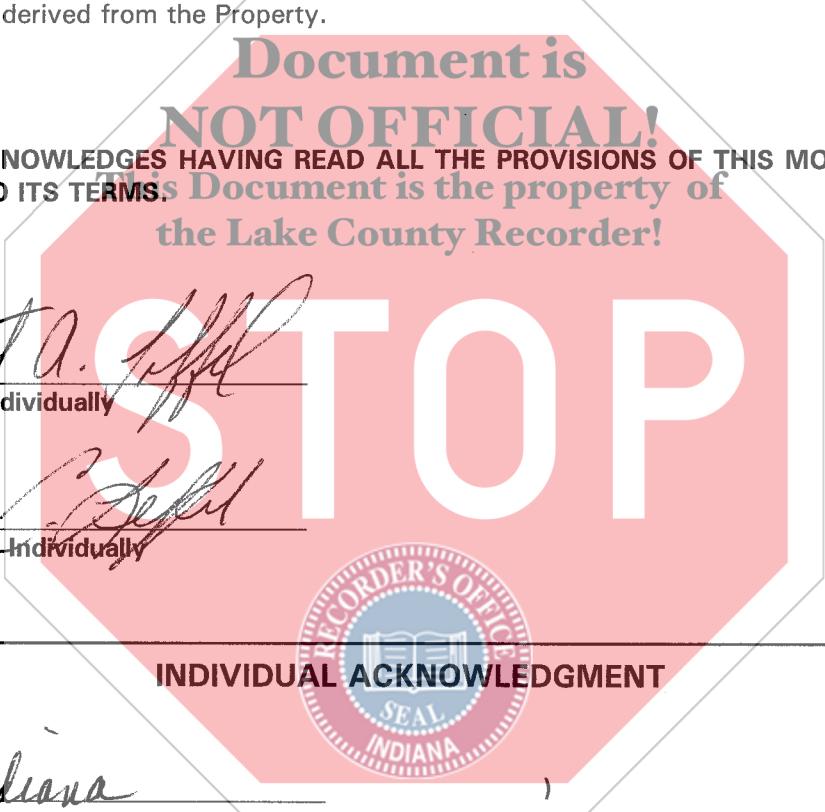 derived from the Property.
Document is
NOT OFFICIAL!
NOWLEDGES HAVING READ ALL THE PROVISIONS OF THIS MO
O ITS TERMS.
This Document is the property of
the Lake County Recorder!
STOP
A.
dividually
C
Individually
RECORDER'S OFFICE
SEAL
INDIANA
INDIVIDUAL ACKNOWLEDGMENT
diana
)